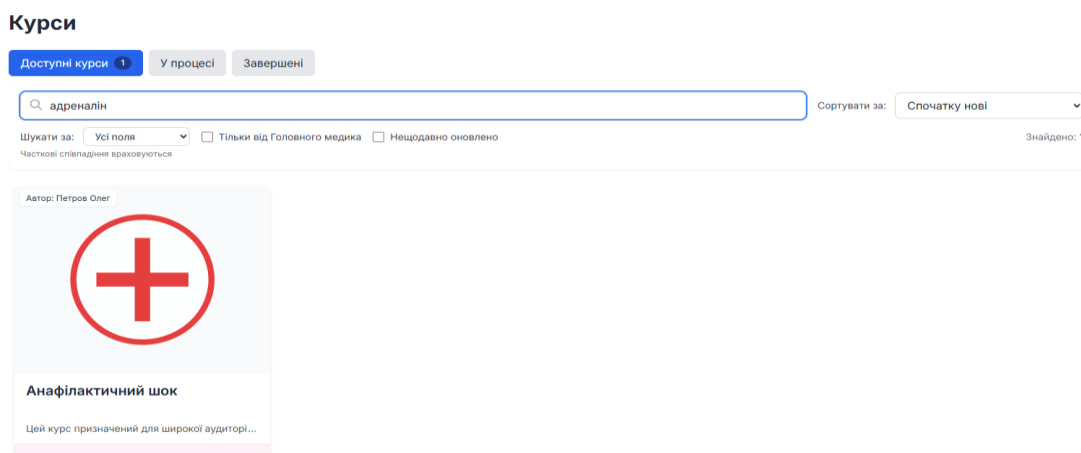 Курси
Доступні курси 1 У процесі Завершені
адреналін Сортувати за: Спочатку нові
Шукати за: Усі поля Тільки від Головного медика Нещодавно оновлено Знайдено:
Часткові співпадіння враховуються
Автор: Петров Олег
Анафілактичний шок
Цей курс призначений для широкої аудиторі...